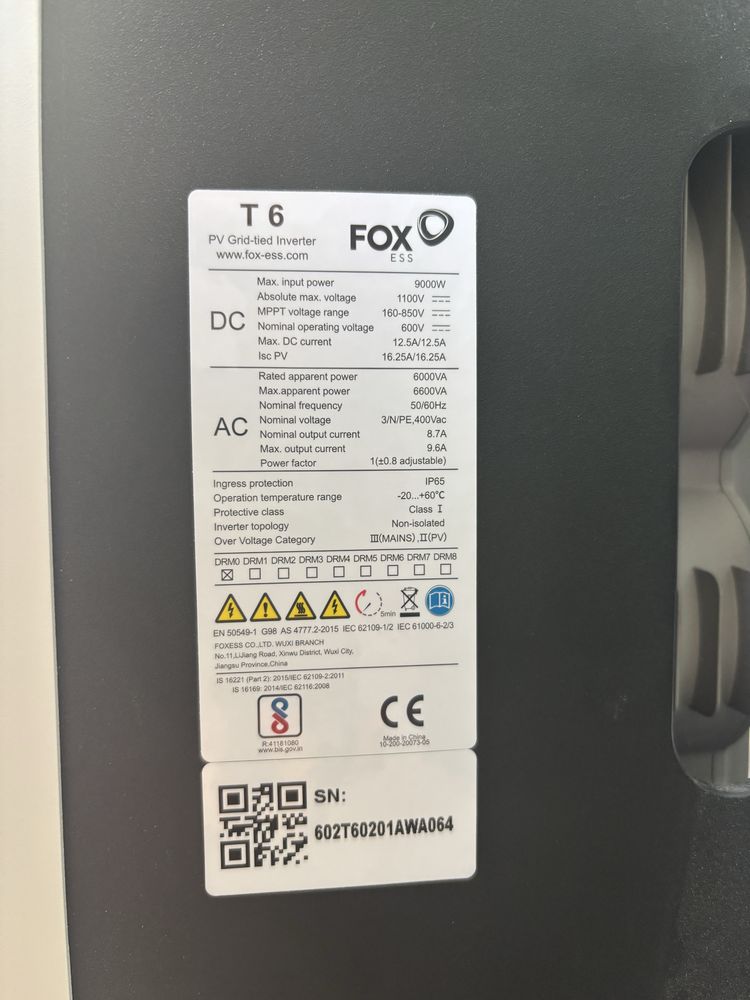 T 6
PV Grid-tied Inverter
www.fox-ess.com
FOX
ESS
DC
Max. input power 9000W
Absolute max. voltage 1100V
MPPT voltage range 160-850V
Nominal operating voltage 600V
Max. DC current 12.5A/12.5A
Isc PV 16.25A/16.25A
AC
Rated apparent power 6000VA
Max.apparent power 6600VA
Nominal frequency 50/60Hz
Nominal voltage 3/N/PE,400Vac
Nominal output current 8.7A
Max. output current 9.6A
Power factor 1(±0.8 adjustable)
Ingress protection IP65
Operation temperature range -20...+60℃
Protective class Class Ⅰ
Inverter topology Non-isolated
Over Voltage Category Ⅲ(MAINS),Ⅱ(PV)
DRM0 DRM1 DRM2 DRM3 DRM4 DRM5 DRM6 DRM7 DRM8
5min
EN 50549-1 G98 AS 4777.2-2015 IEC 62109-1/2 IEC 61000-6-2/3
FOXESS CO.,LTD. WUXI BRANCH
No.11,LiJiang Road, Xinwu District, Wuxi City,
Jiangsu Province,China
IS 16221 (Part 2): 2015/IEC 62109-2:2011
IS 16169: 2014/IEC 62116:2008
R:41181080
www.bis.gov.in
CE
Made in China
10-200-20073-05
SN:
602T60201AWA064